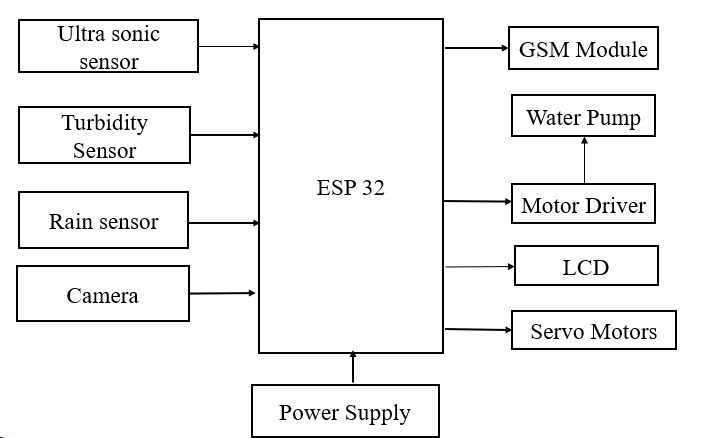 Ultra sonic
sensor
Turbidity
Sensor
Rain sensor
Camera
ESP 32
GSM Module
Water Pump
Motor Driver
LCD
Servo Motors
Power Supply